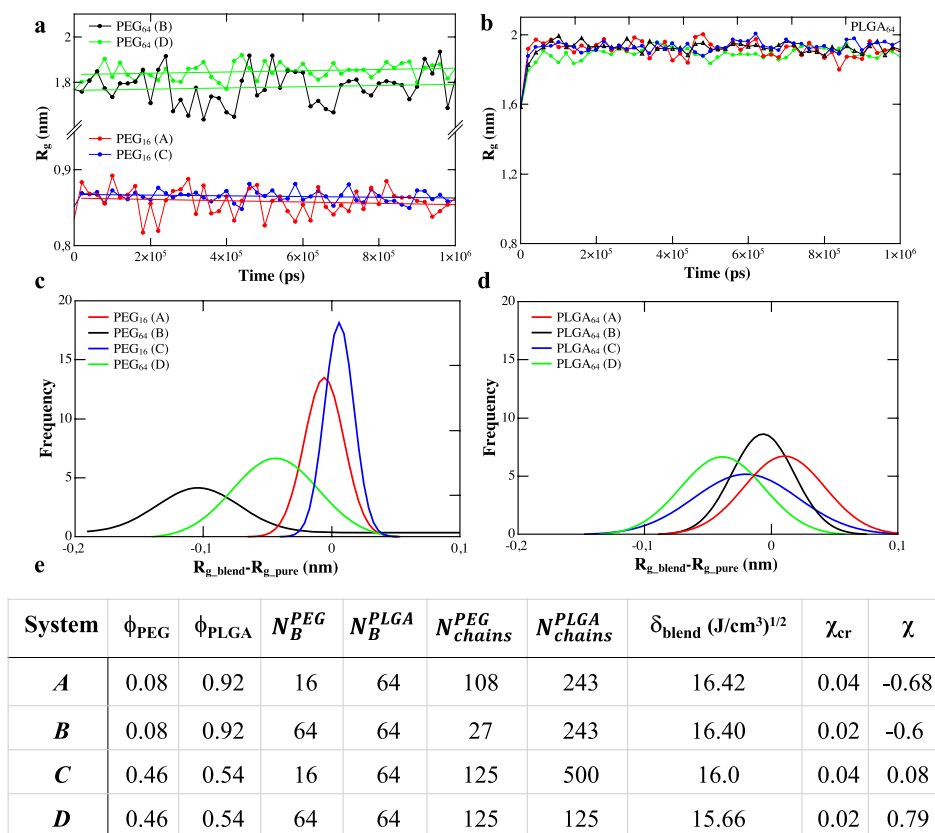 a
PEG64 (B)
PEG64 (D)
2
1.8
Rg (nm)
PEG16 (A)
PEG16 (C)
0.9
0.8
0
2×10^5
4×10^5
6×10^5
8×10^5
1×10^6
Time (ps)
b
PLGA64
2
1.6
Rg (nm)
1.2
0.8
0
2×10^5
4×10^5
6×10^5
8×10^5
1×10^6
Time (ps)
c
20
15
10
5
0
Frequency
PEG16 (A)
PEG64 (B)
PEG16 (C)
PEG64 (D)
-0.2
-0.1
0
0.1
Rg_blend-Rg_pure (nm)
d
20
15
10
5
0
Frequency
PLGA64 (A)
PLGA64 (B)
PLGA64 (C)
PLGA64 (D)
-0.2
-0.1
0
0.1
Rg_blend-Rg_pure (nm)
e
System ϕPEG ϕPLGA N_B^PEG N_B^PLGA N_chains^PEG N_chains^PLGA δblend (J/cm³)^1/2 χcr χ
A 0.08 0.92 16 64 108 243 16.42 0.04 -0.68
B 0.08 0.92 64 64 27 243 16.40 0.02 -0.6
C 0.46 0.54 16 64 125 500 16.0 0.04 0.08
D 0.46 0.54 64 64 125 125 15.66 0.02 0.79